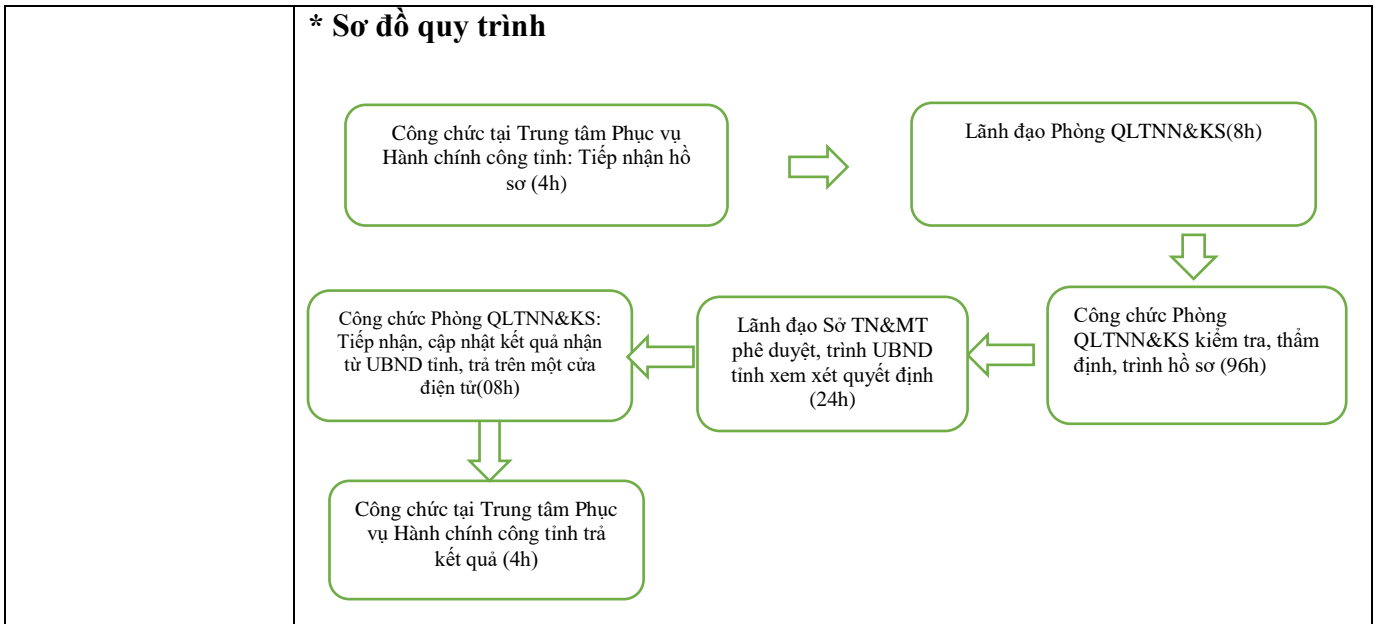 * Sơ đồ quy trình
Công chức tại Trung tâm Phục vụ
Hành chính công tỉnh: Tiếp nhận hồ
sơ (4h)
Lãnh đạo Phòng QLTNN&KS(8h)
Công chức Phòng
QLTNN&KS kiểm tra, thẩm
định, trình hồ sơ (96h)
Lãnh đạo Sở TN&MT
phê duyệt, trình UBND
tỉnh xem xét quyết định
(24h)
Công chức Phòng QLTNN&KS:
Tiếp nhận, cập nhật kết quả nhận
từ UBND tỉnh, trả trên một cửa
điện tử(08h)
Công chức tại Trung tâm Phục
vụ Hành chính công tỉnh trả
kết quả (4h)